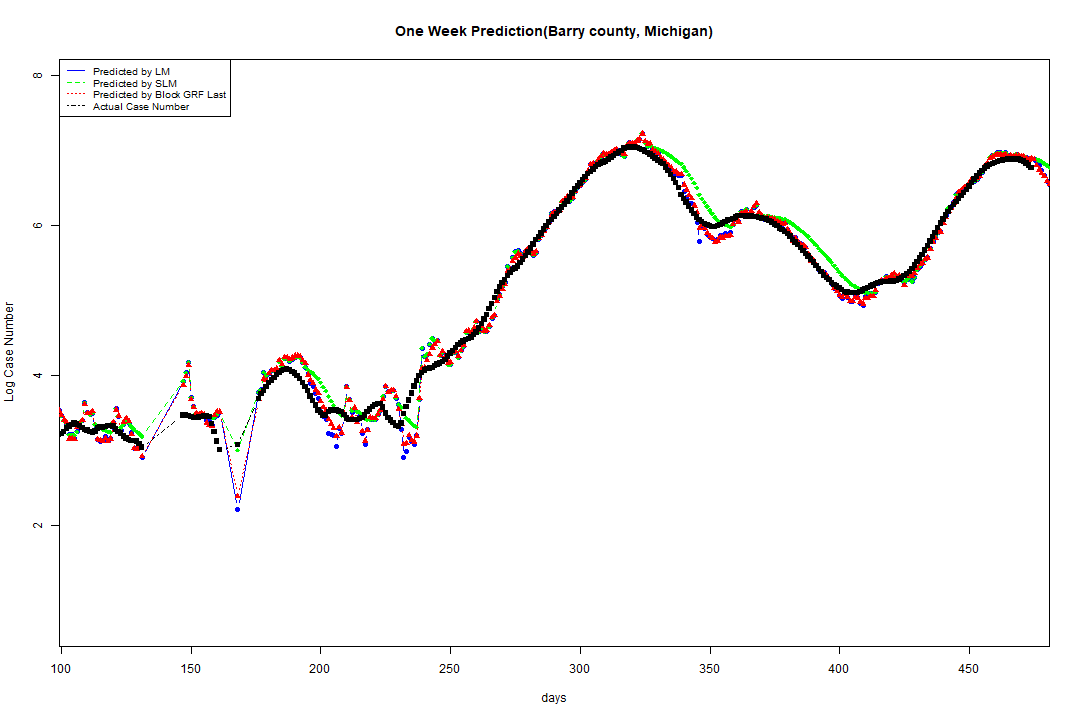 One Week Prediction(Barry county, Michigan)
Predicted by LM
Predicted by SLM
Predicted by Block GRF Last
Actual Case Number
8
6
4
2
Log Case Number
100 150 200 250 300 350 400 450
days